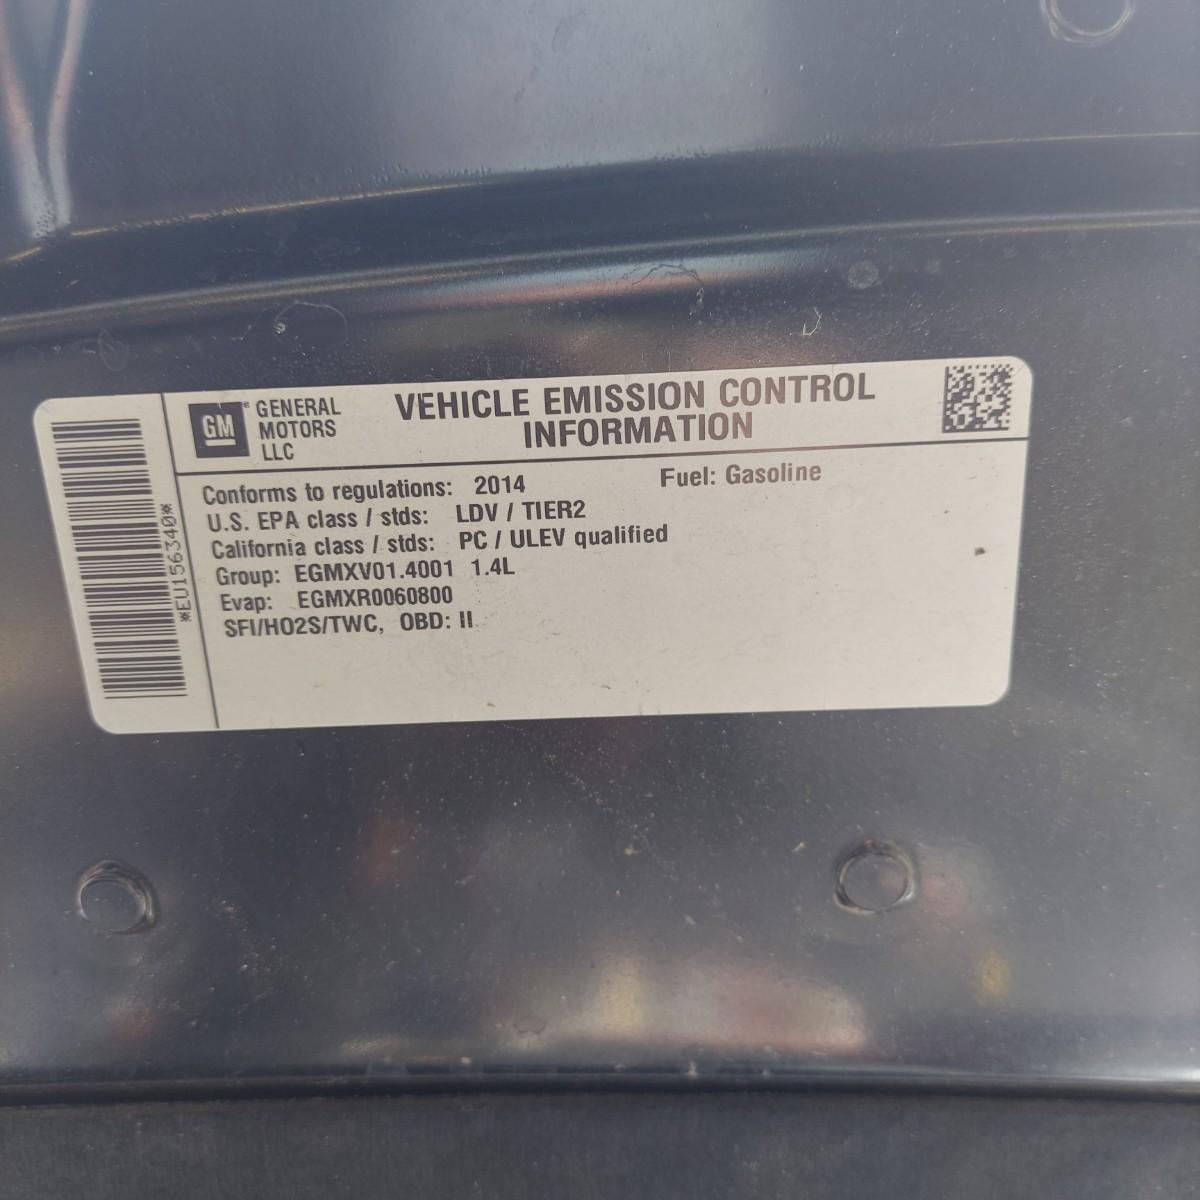 GM
GENERAL
MOTORS
LLC
VEHICLE EMISSION CONTROL
INFORMATION
Conforms to regulations: 2014 Fuel: Gasoline
U.S. EPA class / stds: LDV / TIER2
California class / stds: PC / ULEV qualified
Group: EGMXV01.4001 1.4L
Evap: EGMXR0060800
SFI/HO2S/TWC, OBD: II
*EU156340*